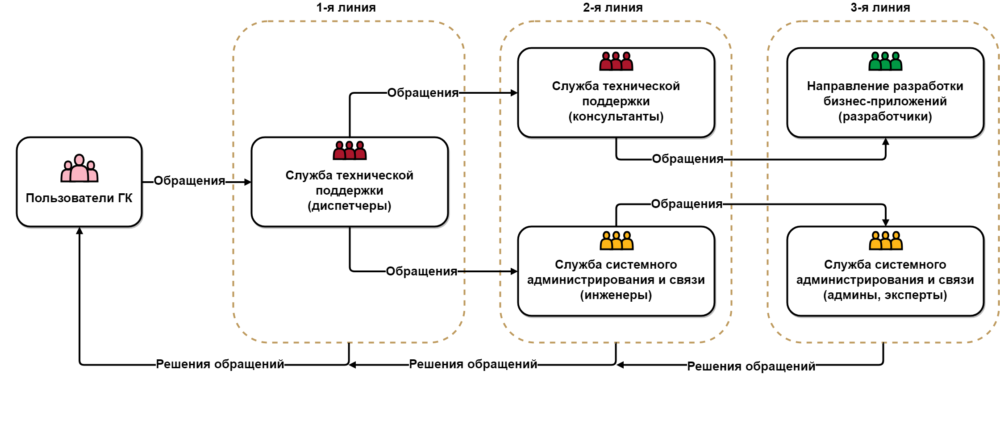 1-я линия
2-я линия
3-я линия
Служба технической
поддержки
(консультанты)
Направление разработки
бизнес-приложений
(разработчики)
Обращения
Пользователи ГК
Обращения
Служба технической
поддержки
(диспетчеры)
Обращения
Обращения
Обращения
Служба системного
администрирования и связи
(инженеры)
Служба системного
администрирования и связи
(админы, эксперты)
Решения обращений
Решения обращений
Решения обращений